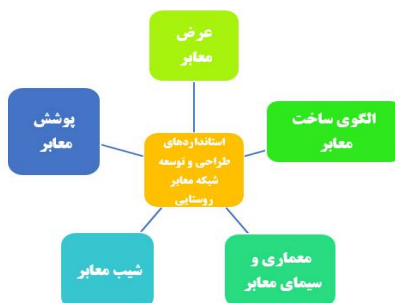 عرض
معابر
الگوی ساخت
معابر
پوشش
معابر
استانداردهای
طراحی و توسعه
شبکه معابر
روستایی
معماری و
سیمای معابر
شیب معابر